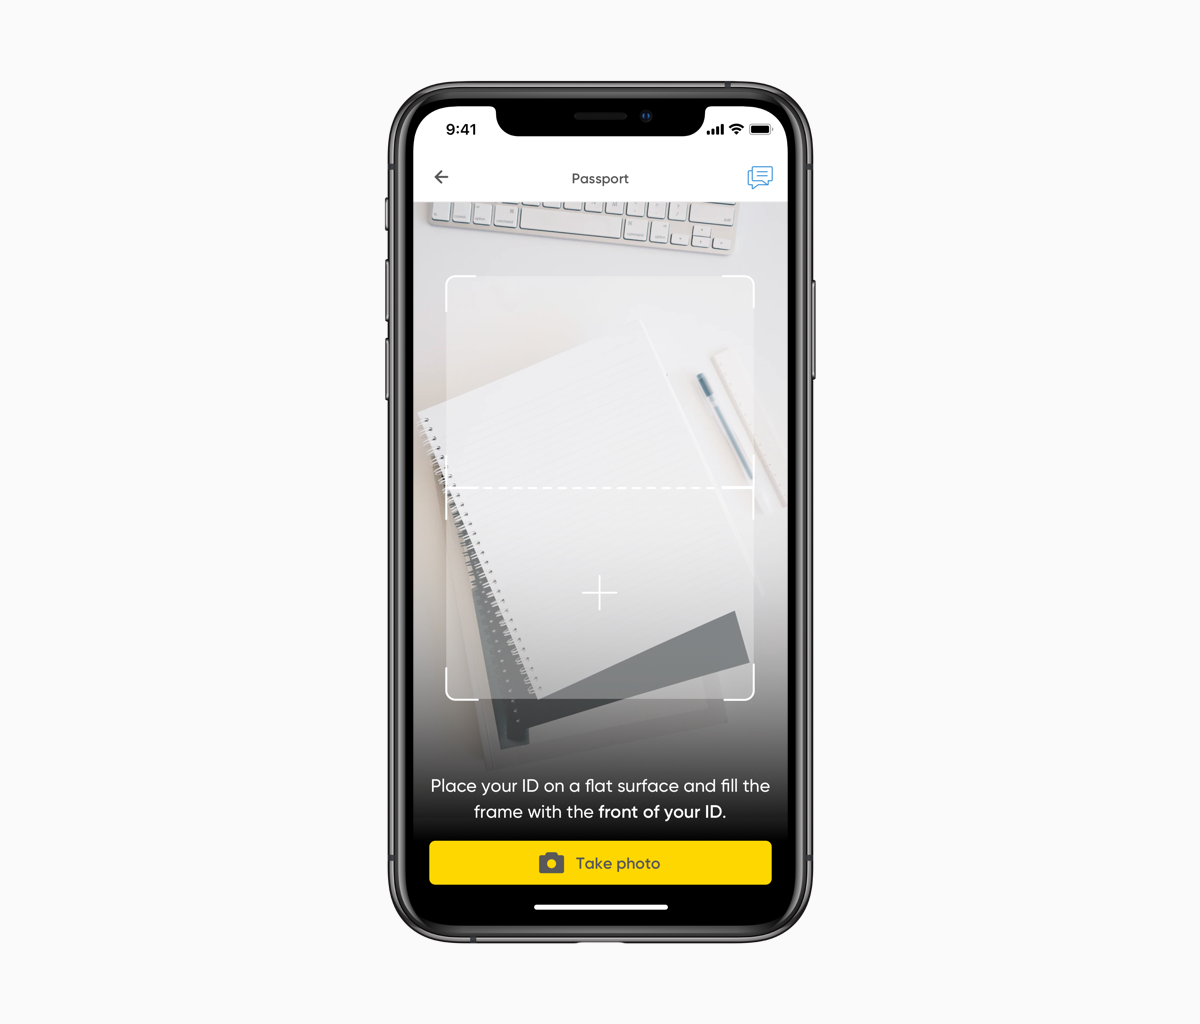 9:41
Passport
Place your ID on a flat surface and fill the
frame with the front of your ID.
Take photo